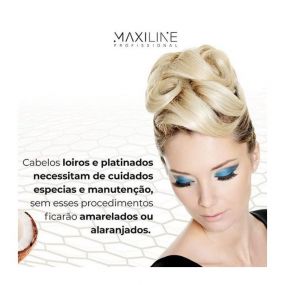 MAXILINE
PROFISSIONAL
Cabelos loiros e platinados
necessitam de cuidados
especias e manutenção,
sem esses procedimentos
ficarão amarelados ou
alaranjados.